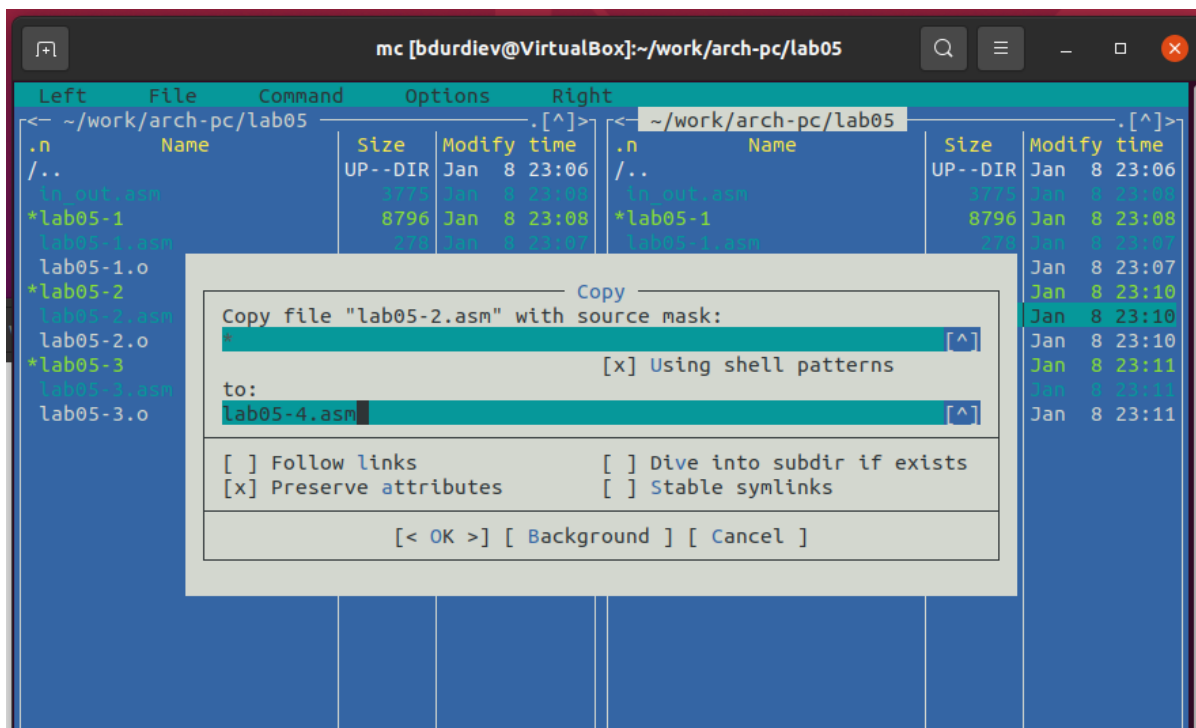 mc [bdurdiev@VirtualBox]:~/work/arch-pc/lab05
Left File Command Options Right
<─ ~/work/arch-pc/lab05 ─.[^]> <─ ~/work/arch-pc/lab05 ─.[^]>
.n Name Size Modify time .n Name Size Modify time
/.. UP--DIR Jan 8 23:06 /.. UP--DIR Jan 8 23:06
in_out.asm 3775 Jan 8 23:08 in_out.asm 3775 Jan 8 23:08
*lab05-1 8796 Jan 8 23:08 *lab05-1 8796 Jan 8 23:08
lab05-1.asm 278 Jan 8 23:07 lab05-1.asm 278 Jan 8 23:07
lab05-1.o Jan 8 23:07
*lab05-2 Copy Jan 8 23:10
lab05-2.asm Copy file "lab05-2.asm" with source mask: Jan 8 23:10
lab05-2.o * [^] Jan 8 23:10
*lab05-3 [x] Using shell patterns Jan 8 23:11
lab05-3.asm to: Jan 8 23:11
lab05-3.o lab05-4.asm [^] Jan 8 23:11
[ ] Follow links [ ] Dive into subdir if exists
[x] Preserve attributes [ ] Stable symlinks
[< OK >] [ Background ] [ Cancel ]